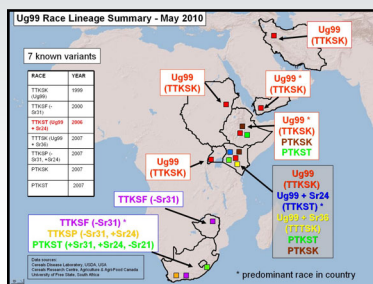 Ug99 Race Lineage Summary - May 2010
7 known variants
RACE YEAR
TTKSK (Ug99) 1999
TTKSF (-Sr31) 2000
TTKST (Ug99 + Sr24) 2006
TTTSK (Ug99 + Sr36) 2007
TTKSP (-Sr31, +Sr24) 2007
PTKSK 2007
PTKST 2007
Ug99
(TTKSK)
Ug99
(TTKSK)
Ug99 *
(TTKSK)
Ug99 *
(TTKSK)
PTKSK
PTKST
Ug99
(TTKSK)
Ug99
(TTKSK)
Ug99 + Sr24
(TTKST) *
Ug99 + Sr36
(TTTSK)
PTKST
PTKSK
TTKSF (-Sr31)
TTKSF (-Sr31) *
TTKSP (-Sr31, +Sr24)
PTKST (+Sr31, +Sr24, -Sr21)
Data sources:
Cereals Disease Laboratory, USDA, USA
Cereals Research Centre, Agriculture & Agri-Food Canada
University of Free State, South Africa
* predominant race in country